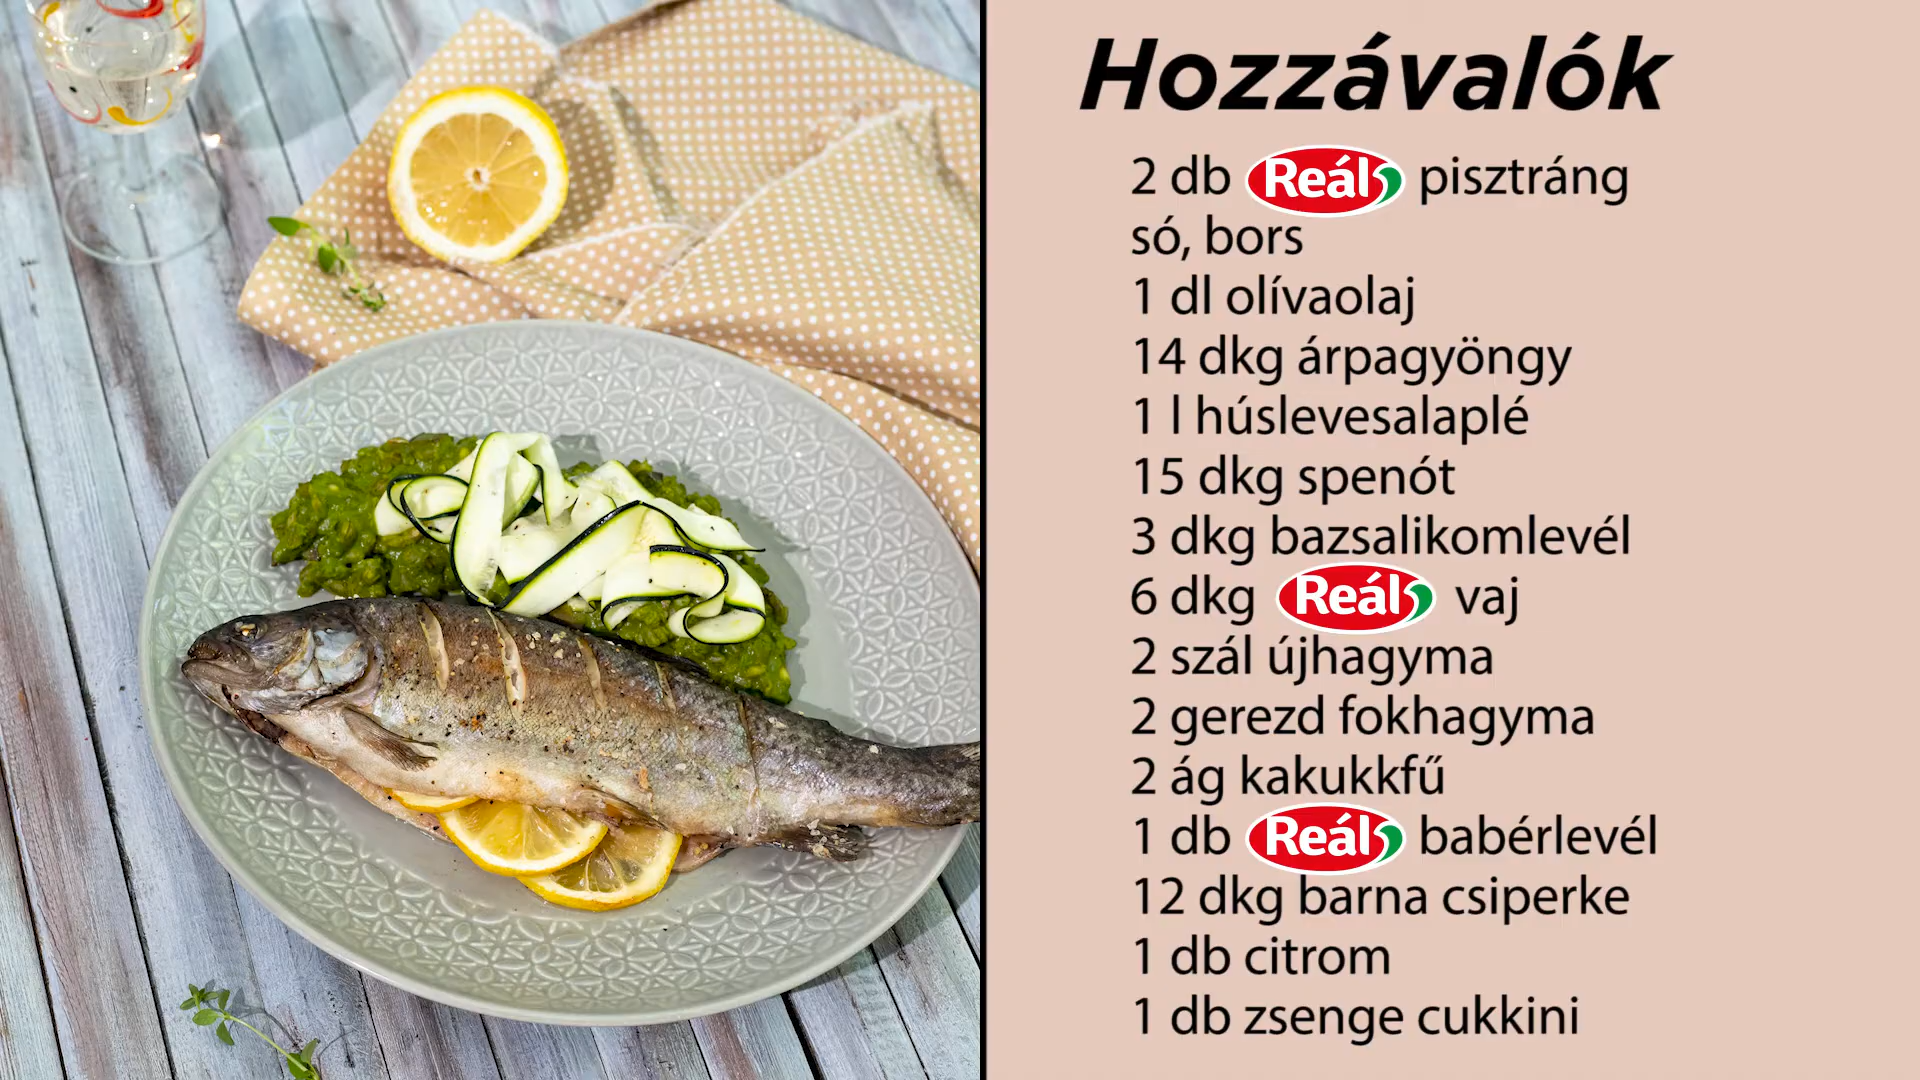 Hozzávalók
2 db Reál pisztráng
só, bors
1 dl olívaolaj
14 dkg árpagyöngy
1 l húslevesalaplé
15 dkg spenót
3 dkg bazsalikomlevél
6 dkg Reál vaj
2 szál újhagyma
2 gerezd fokhagyma
2 ág kakukkfű
1 db Reál babérlevél
12 dkg barna csiperke
1 db citrom
1 db zsenge cukkini